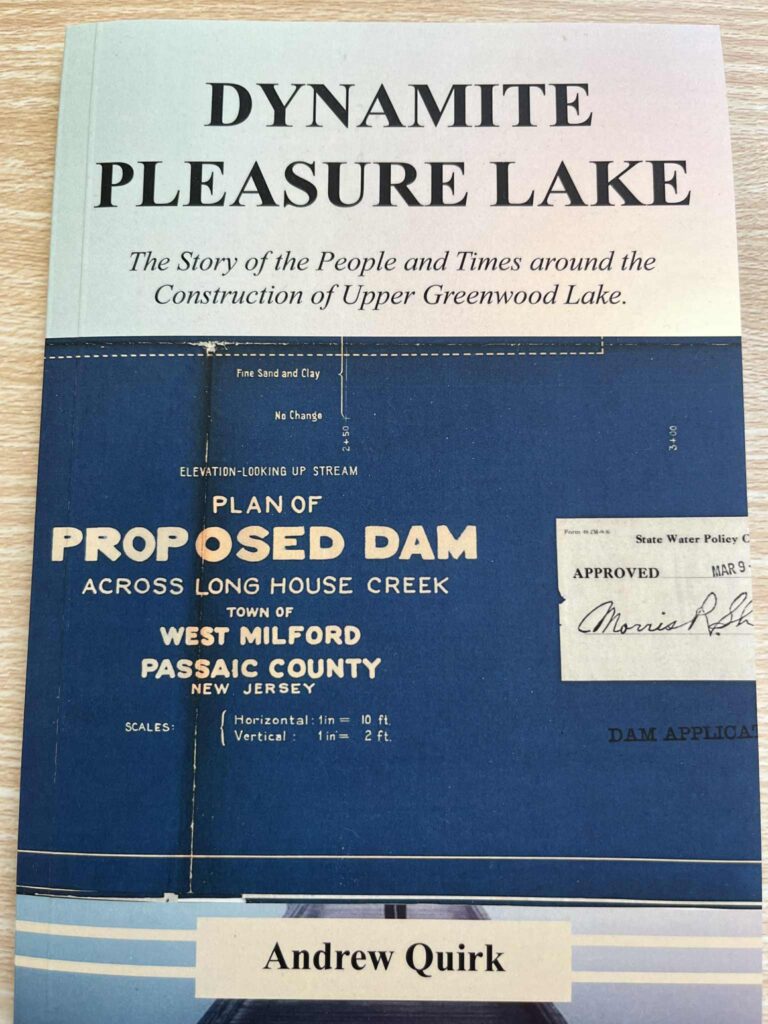 DYNAMITE
PLEASURE LAKE
The Story of the People and Times around the
Construction of Upper Greenwood Lake.
Fine Sand and Clay
No Change
2+50
3+00
ELEVATION-LOOKING UP STREAM
PLAN OF
PROPOSED DAM
ACROSS LONG HOUSE CREEK
TOWN OF
WEST MILFORD
PASSAIC COUNTY
NEW JERSEY
SCALES: { Horizontal: 1in = 10 ft.
Vertical: 1in = 2 ft.
State Water Policy C
APPROVED MAR 9-
Morris R. Sh
DAM APPLICAT
Andrew Quirk